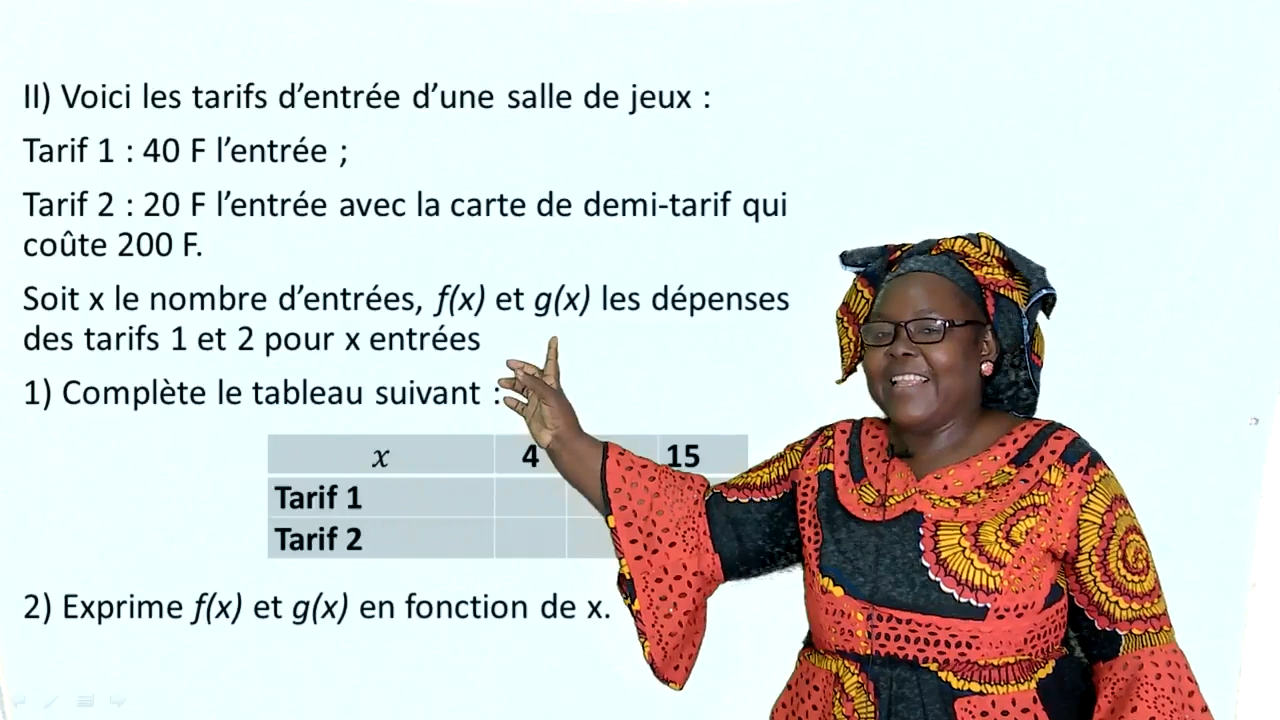 II) Voici les tarifs d’entrée d’une salle de jeux :
Tarif 1 : 40 F l’entrée ;
Tarif 2 : 20 F l’entrée avec la carte de demi-tarif qui
coûte 200 F.
Soit x le nombre d’entrées, f(x) et g(x) les dépenses
des tarifs 1 et 2 pour x entrées
1) Complète le tableau suivant :
x 4 15
Tarif 1
Tarif 2
2) Exprime f(x) et g(x) en fonction de x.